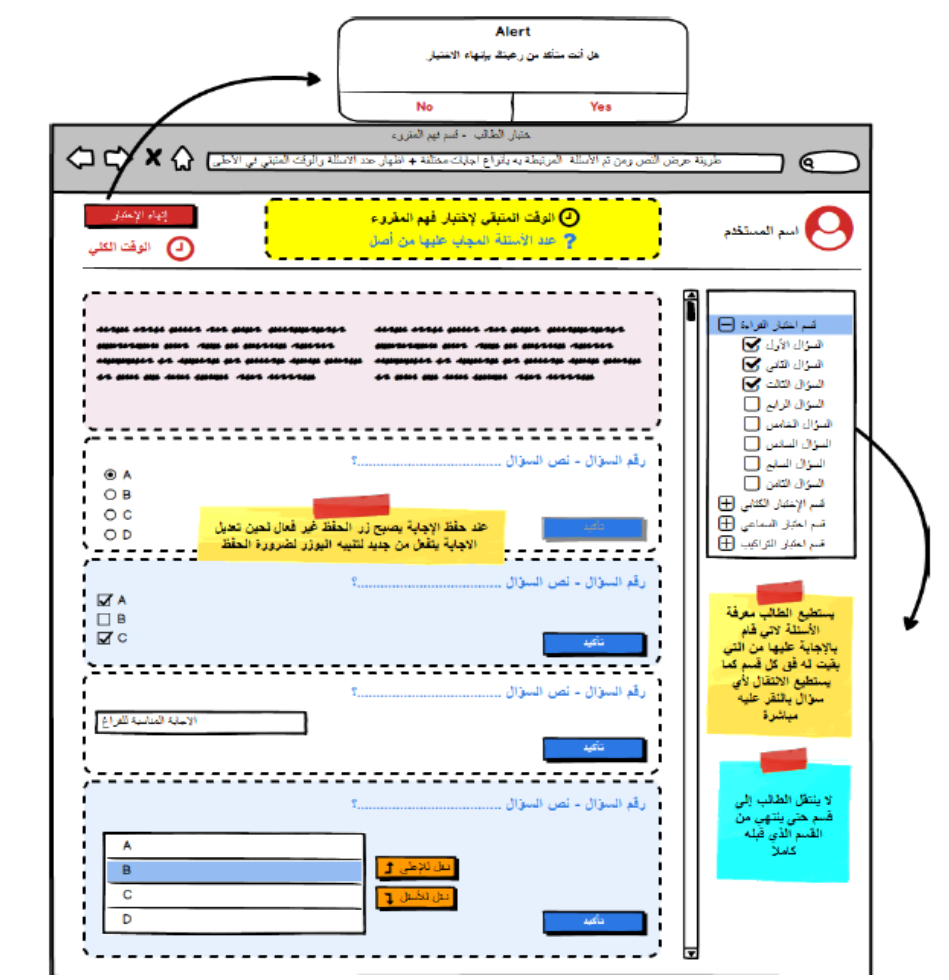 Alert
هل أنت متأكد من رغبتك بإنهاء الاختبار
No
Yes
ختبار الطالب - قسم فهم المقروء
طريقة عرض النص ومن ثم الأسئلة المرتبطة به بأنواع اجابات مختلفة + اظهار عدد الاسئلة والوقت المتبقي في الأعلى
اسم المستخدم
الوقت المتبقي لإختبار فهم المقروء
? عدد الأسئلة المجاب عليها من أصل
إنهاء الإختبار
الوقت الكلي
قسم اختبار القراءة
السؤال الأول
السؤال الثاني
السؤال الثالث
السؤال الرابع
السؤال الخامس
السؤال السادس
السؤال السابع
السؤال الثامن
قسم الإختبار الكتابي
قسم اختبار السماعي
قسم اختبار التراكيب
رقم السؤال - نص السؤال ................................؟
A
B
C
D
تأكيد
عند حفظ الإجابة يصبح زر الحفظ غير فعال لحين تعديل
الاجابة يتفعل من جديد لتنبيه اليوزر لضرورة الحفظ
رقم السؤال - نص السؤال ................................؟
A
B
C
تأكيد
رقم السؤال - نص السؤال ................................؟
الاجابة المناسبة للفراغ
تأكيد
رقم السؤال - نص السؤال ................................؟
A
B
C
D
نقل للأعلى
نقل للأسفل
تأكيد
يستطيع الطالب معرفة
الأسئلة لاتي قام
بالإجابة عليها من التي
بقيت له فق كل قسم كما
يستطيع الانتقال لأي
سؤال بالنقر عليه
مباشرة
لا ينتقل الطالب إلى
قسم حتى ينتهي من
القسم الذي قبله
كاملا